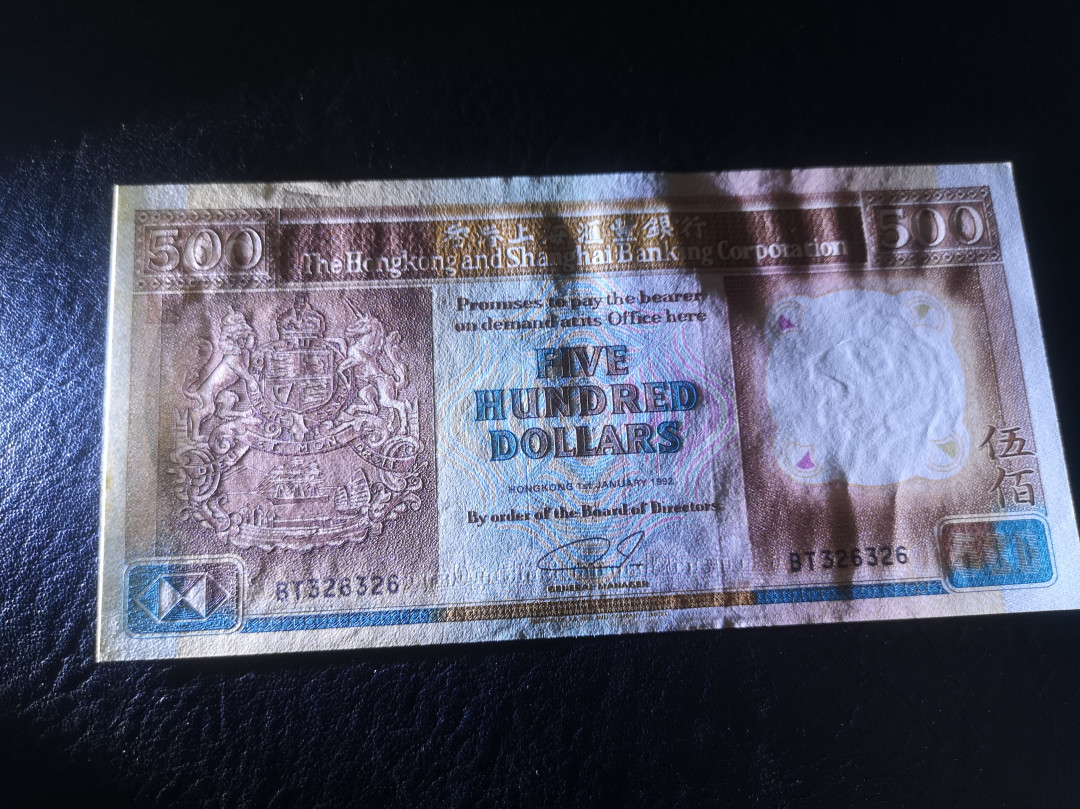 500
香港上海滙豐銀行
500
The Hongkong and Shanghai Banking Corporation
Promises to pay the bearer
on demand at its Office here
FIVE
HUNDRED
DOLLARS
伍
佰
HONGKONG 1ST JANUARY 1992
By order of the Board of Directors
BT326326
BT326326
GENERAL MANAGER